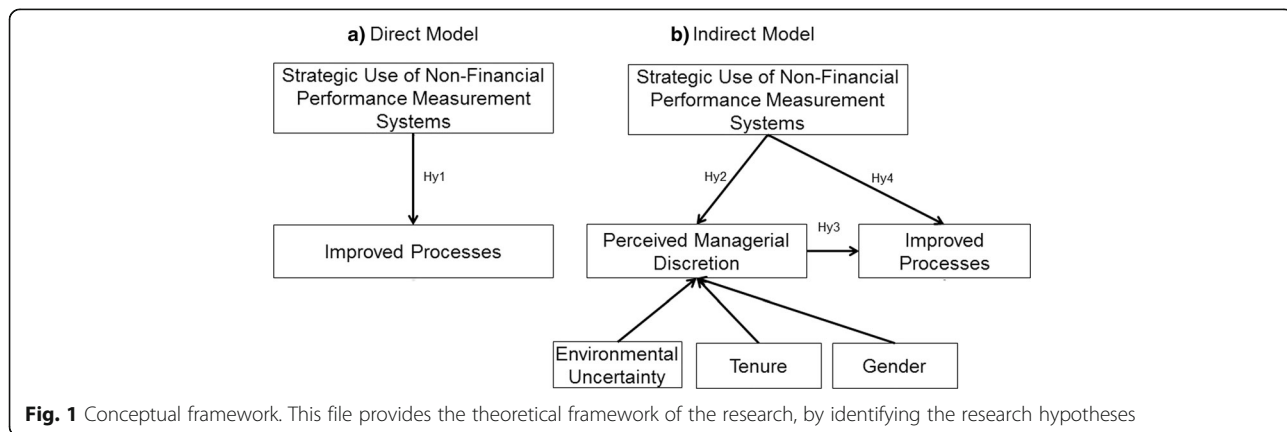 a) Direct Model
Strategic Use of Non-Financial
Performance Measurement
Systems
Hy1
Improved Processes
b) Indirect Model
Strategic Use of Non-Financial
Performance Measurement
Systems
Hy2
Hy4
Perceived Managerial
Discretion
Hy3
Improved
Processes
Environmental
Uncertainty
Tenure
Gender
Fig. 1 Conceptual framework. This file provides the theoretical framework of the research, by identifying the research hypotheses